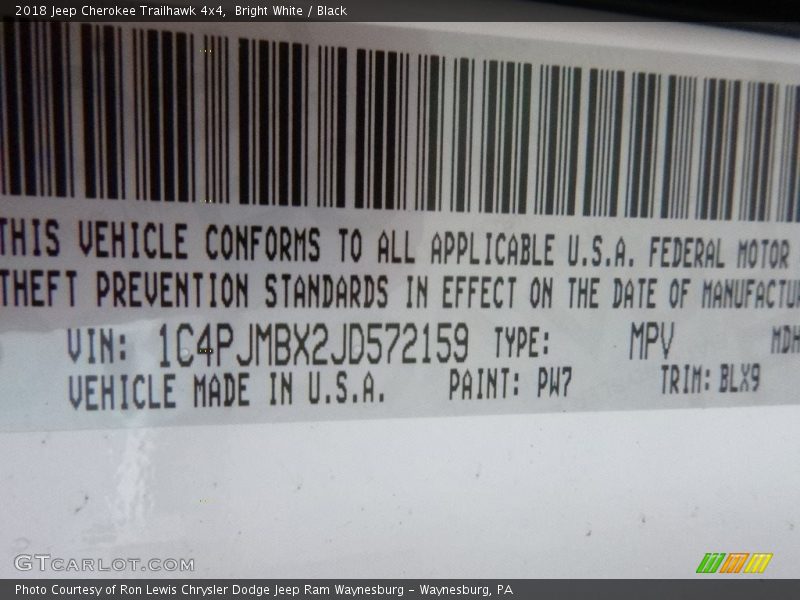 2018 Jeep Cherokee Trailhawk 4x4,  Bright White / Black
THIS VEHICLE CONFORMS TO ALL APPLICABLE U.S.A. FEDERAL MOTOR
THEFT PREVENTION STANDARDS IN EFFECT ON THE DATE OF MANUFACTU
VIN: 1C4PJMBX2JD572159 TYPE: MPV MDH
VEHICLE MADE IN U.S.A. PAINT: PW7 TRIM: BLX9
GTCARLOT.COM
Photo Courtesy of Ron Lewis Chrysler Dodge Jeep Ram Waynesburg – Waynesburg, PA